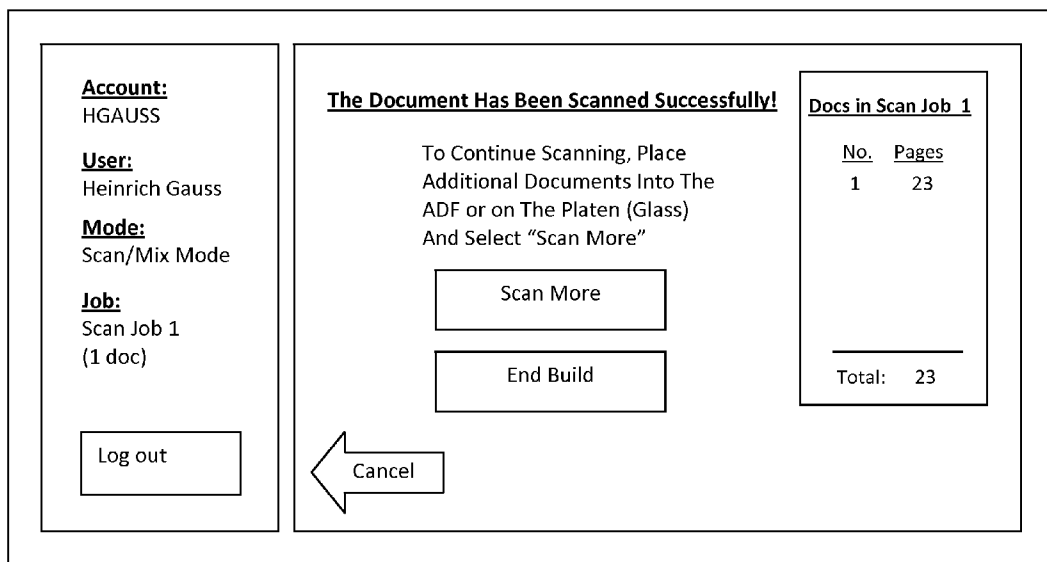 Account:
HGAUSS
User:
Heinrich Gauss
Mode:
Scan/Mix Mode
Job:
Scan Job 1
(1 doc)
Log out
The Document Has Been Scanned Successfully!
To Continue Scanning, Place
Additional Documents Into The
ADF or on The Platen (Glass)
And Select “Scan More”
Scan More
End Build
Cancel
Docs in Scan Job 1
No. Pages
1 23
Total: 23